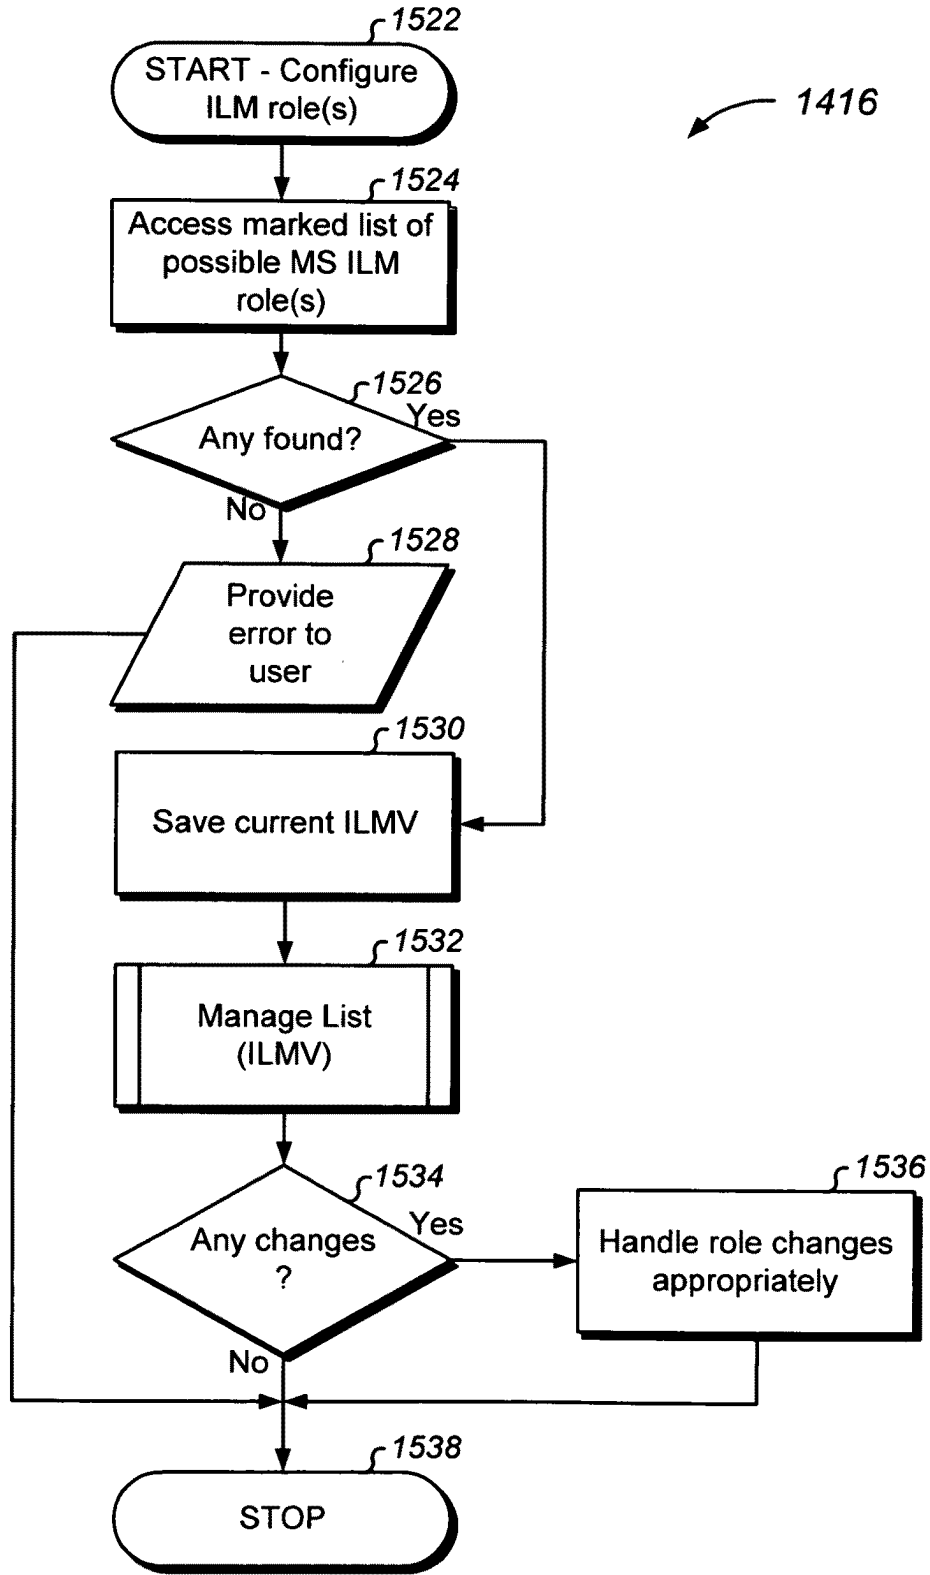 1522
START - Configure
ILM role(s)
1416
1524
Access marked list of
possible MS ILM
role(s)
1526
Yes
Any found?
No
1528
Provide
error to
user
1530
Save current ILMV
1532
Manage List
(ILMV)
1534
Yes
Any changes
?
No
1536
Handle role changes
appropriately
1538
STOP